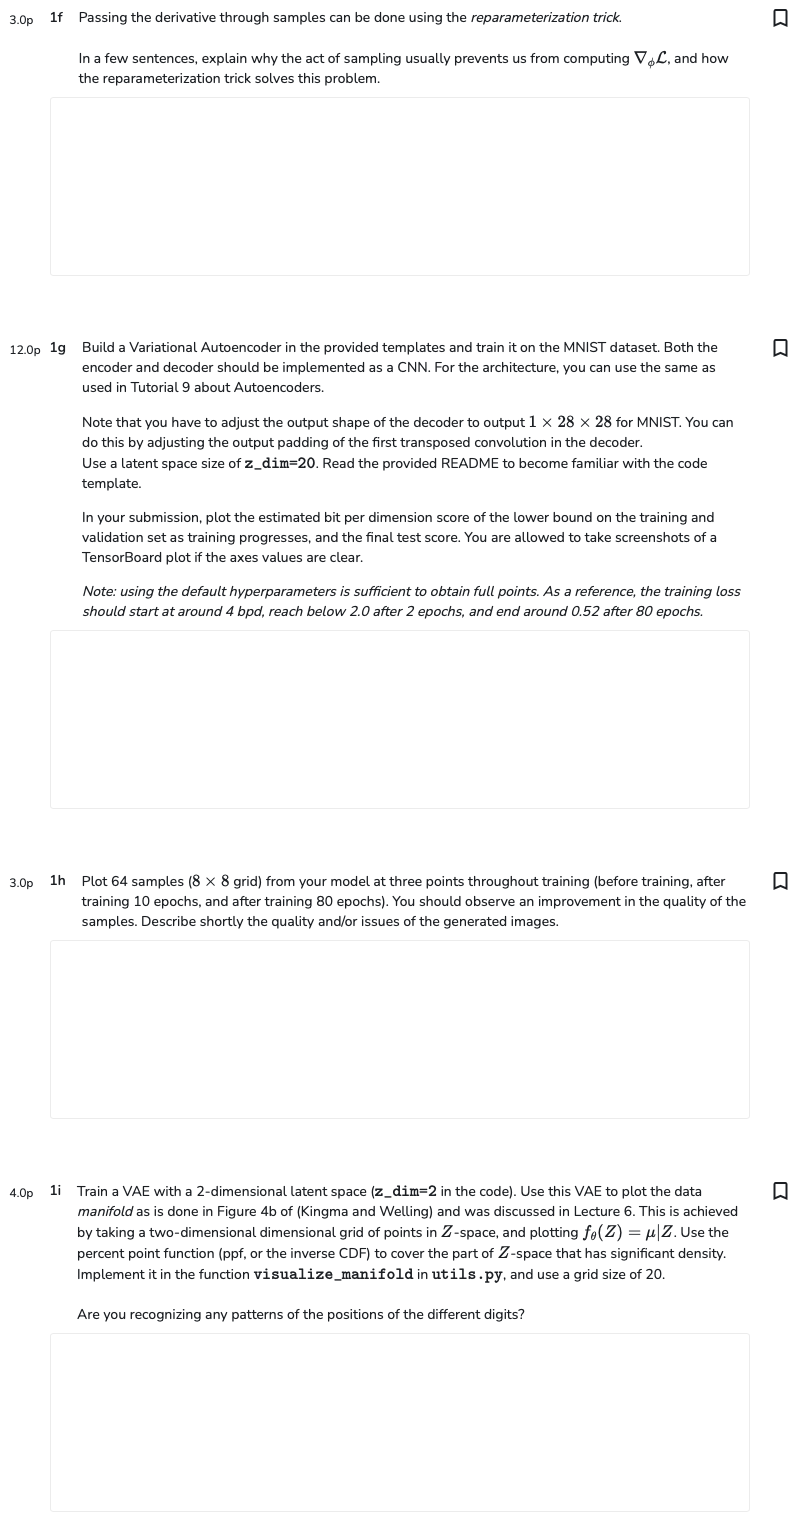 3.0p 1f Passing the derivative through samples can be done using the reparameterization trick.
In a few sentences, explain why the act of sampling usually prevents us from computing ∇ϕℒ, and how
the reparameterization trick solves this problem.
12.0p 1g Build a Variational Autoencoder in the provided templates and train it on the MNIST dataset. Both the
encoder and decoder should be implemented as a CNN. For the architecture, you can use the same as
used in Tutorial 9 about Autoencoders.
Note that you have to adjust the output shape of the decoder to output 1 × 28 × 28 for MNIST. You can
do this by adjusting the output padding of the first transposed convolution in the decoder.
Use a latent space size of z_dim=20. Read the provided README to become familiar with the code
template.
In your submission, plot the estimated bit per dimension score of the lower bound on the training and
validation set as training progresses, and the final test score. You are allowed to take screenshots of a
TensorBoard plot if the axes values are clear.
Note: using the default hyperparameters is sufficient to obtain full points. As a reference, the training loss
should start at around 4 bpd, reach below 2.0 after 2 epochs, and end around 0.52 after 80 epochs.
3.0p 1h Plot 64 samples (8 × 8 grid) from your model at three points throughout training (before training, after
training 10 epochs, and after training 80 epochs). You should observe an improvement in the quality of the
samples. Describe shortly the quality and/or issues of the generated images.
4.0p 1i Train a VAE with a 2-dimensional latent space (z_dim=2 in the code). Use this VAE to plot the data
manifold as is done in Figure 4b of (Kingma and Welling) and was discussed in Lecture 6. This is achieved
by taking a two-dimensional dimensional grid of points in Z-space, and plotting fθ(Z) = μ|Z. Use the
percent point function (ppf, or the inverse CDF) to cover the part of Z-space that has significant density.
Implement it in the function visualize_manifold in utils.py, and use a grid size of 20.
Are you recognizing any patterns of the positions of the different digits?